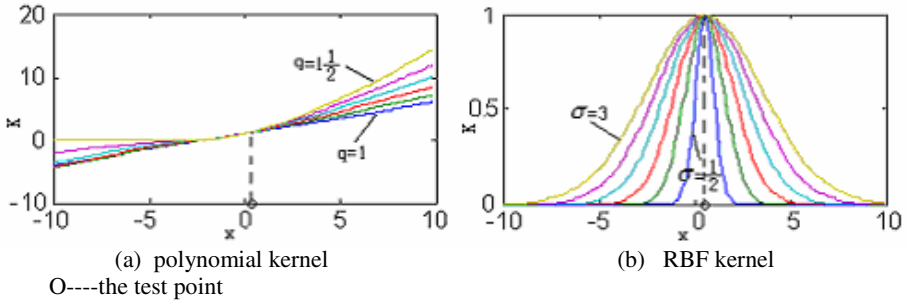 20
10
0
-10
K
q=1 1/2
q=1
-10 -5 0 5 10
x
1
0.5
0
K
σ=3
σ=1/2
-10 -5 0 5 10
x
(a) polynomial kernel
(b) RBF kernel
O----the test point